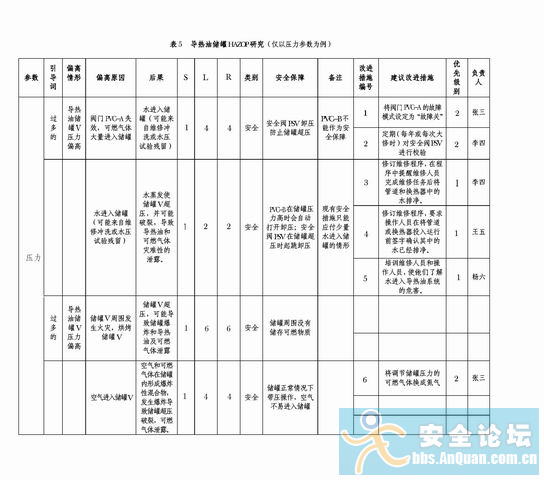 表5 导热油储罐HAZOP研究（仅以压力参数为例）
参数 引导词 偏离情形 偏离原因 后果 S L R 类别 安全保障 备注 改进措施编号 建议改进措施 优先级别 负责人
压力
过多的
导热油储罐V压力偏高
阀门PVC-A失效，可燃气体大量进入储罐
水进入储罐（可能来自维修冲洗或水压试验残留）
1 4 4 安全
安全阀PSV卸压防止储罐超压
PVC-B不能作为安全保障
1 将阀门PVC-A的故障模式设定为“故障关” 2 张三
2 定期（每年或每次大修时）对安全阀PSV进行校验 2 李四
水进入储罐（可能来自维修冲洗或水压试验残留）
水蒸发使储罐V超压，并可能破裂，导致导热油和可燃气体灾难性的泄露。
1 2 2 安全
PVC-B在储罐压力高时会自动打开卸压；安全阀PSV在储罐超压时起跳卸压
现有安全措施只能应付少量水进入储罐的情形
3 修订维修程序，在程序中提醒维修人员完成维修任务后将管道和换热器中的水排净。 1 李四
4 修订维修程序，要求操作人员在将管道或换热器投入运行前签字确认其中的水已经排净。 1 王五
5 培训维修人员和操作人员，使他们了解水进入导热油系统的危害。 1 杨六
过多的
导热油储罐V压力偏高
储罐V周围发生火灾，烘烤储罐V
储罐V超压，可能导致储罐爆炸和导热油及可燃气体泄露
1 6 6 安全
储罐周围没有储存可燃物质
空气进入储罐V
空气和可燃气体在储罐内形成爆炸性混合物，发生爆炸导致储罐超压破裂，可燃气体泄露。
1 4 4 安全
储罐正常情况下带压操作，空气不易进入储罐
6 将调节储罐压力的可燃气体换成氮气 2 张三
安全论坛
bbs.AnQuan.com.cn